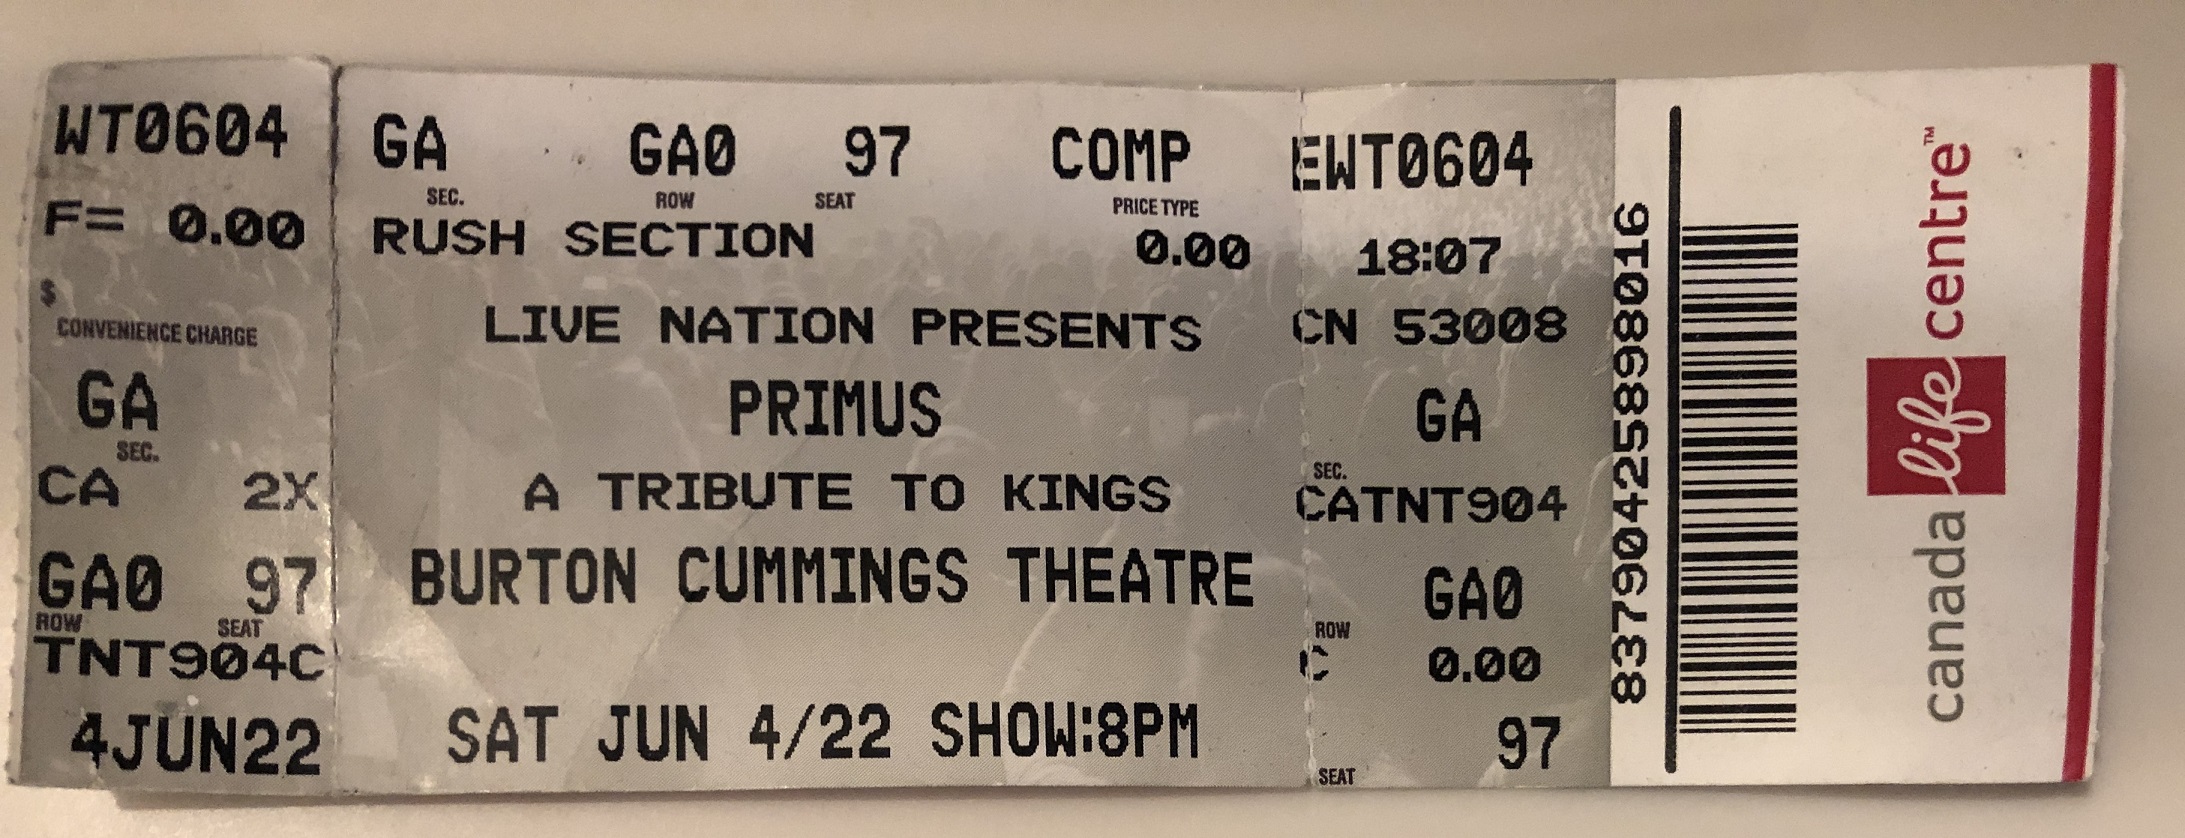 WT0604
F= 0.00
$
CONVENIENCE CHARGE
GA
SEC.
CA 2X
GA0 97
ROW SEAT
TNT904C
4JUN22
GA GA0 97 COMP
SEC. ROW SEAT PRICE TYPE
RUSH SECTION 0.00
LIVE NATION PRESENTS
PRIMUS
A TRIBUTE TO KINGS
BURTON CUMMINGS THEATRE
SAT JUN 4/22 SHOW:8PM
EWT0604
18:07
CN 53008
GA
SEC.
CATNT904
GA0
ROW
C 0.00
97
SEAT
83790425898016
canada life centre™